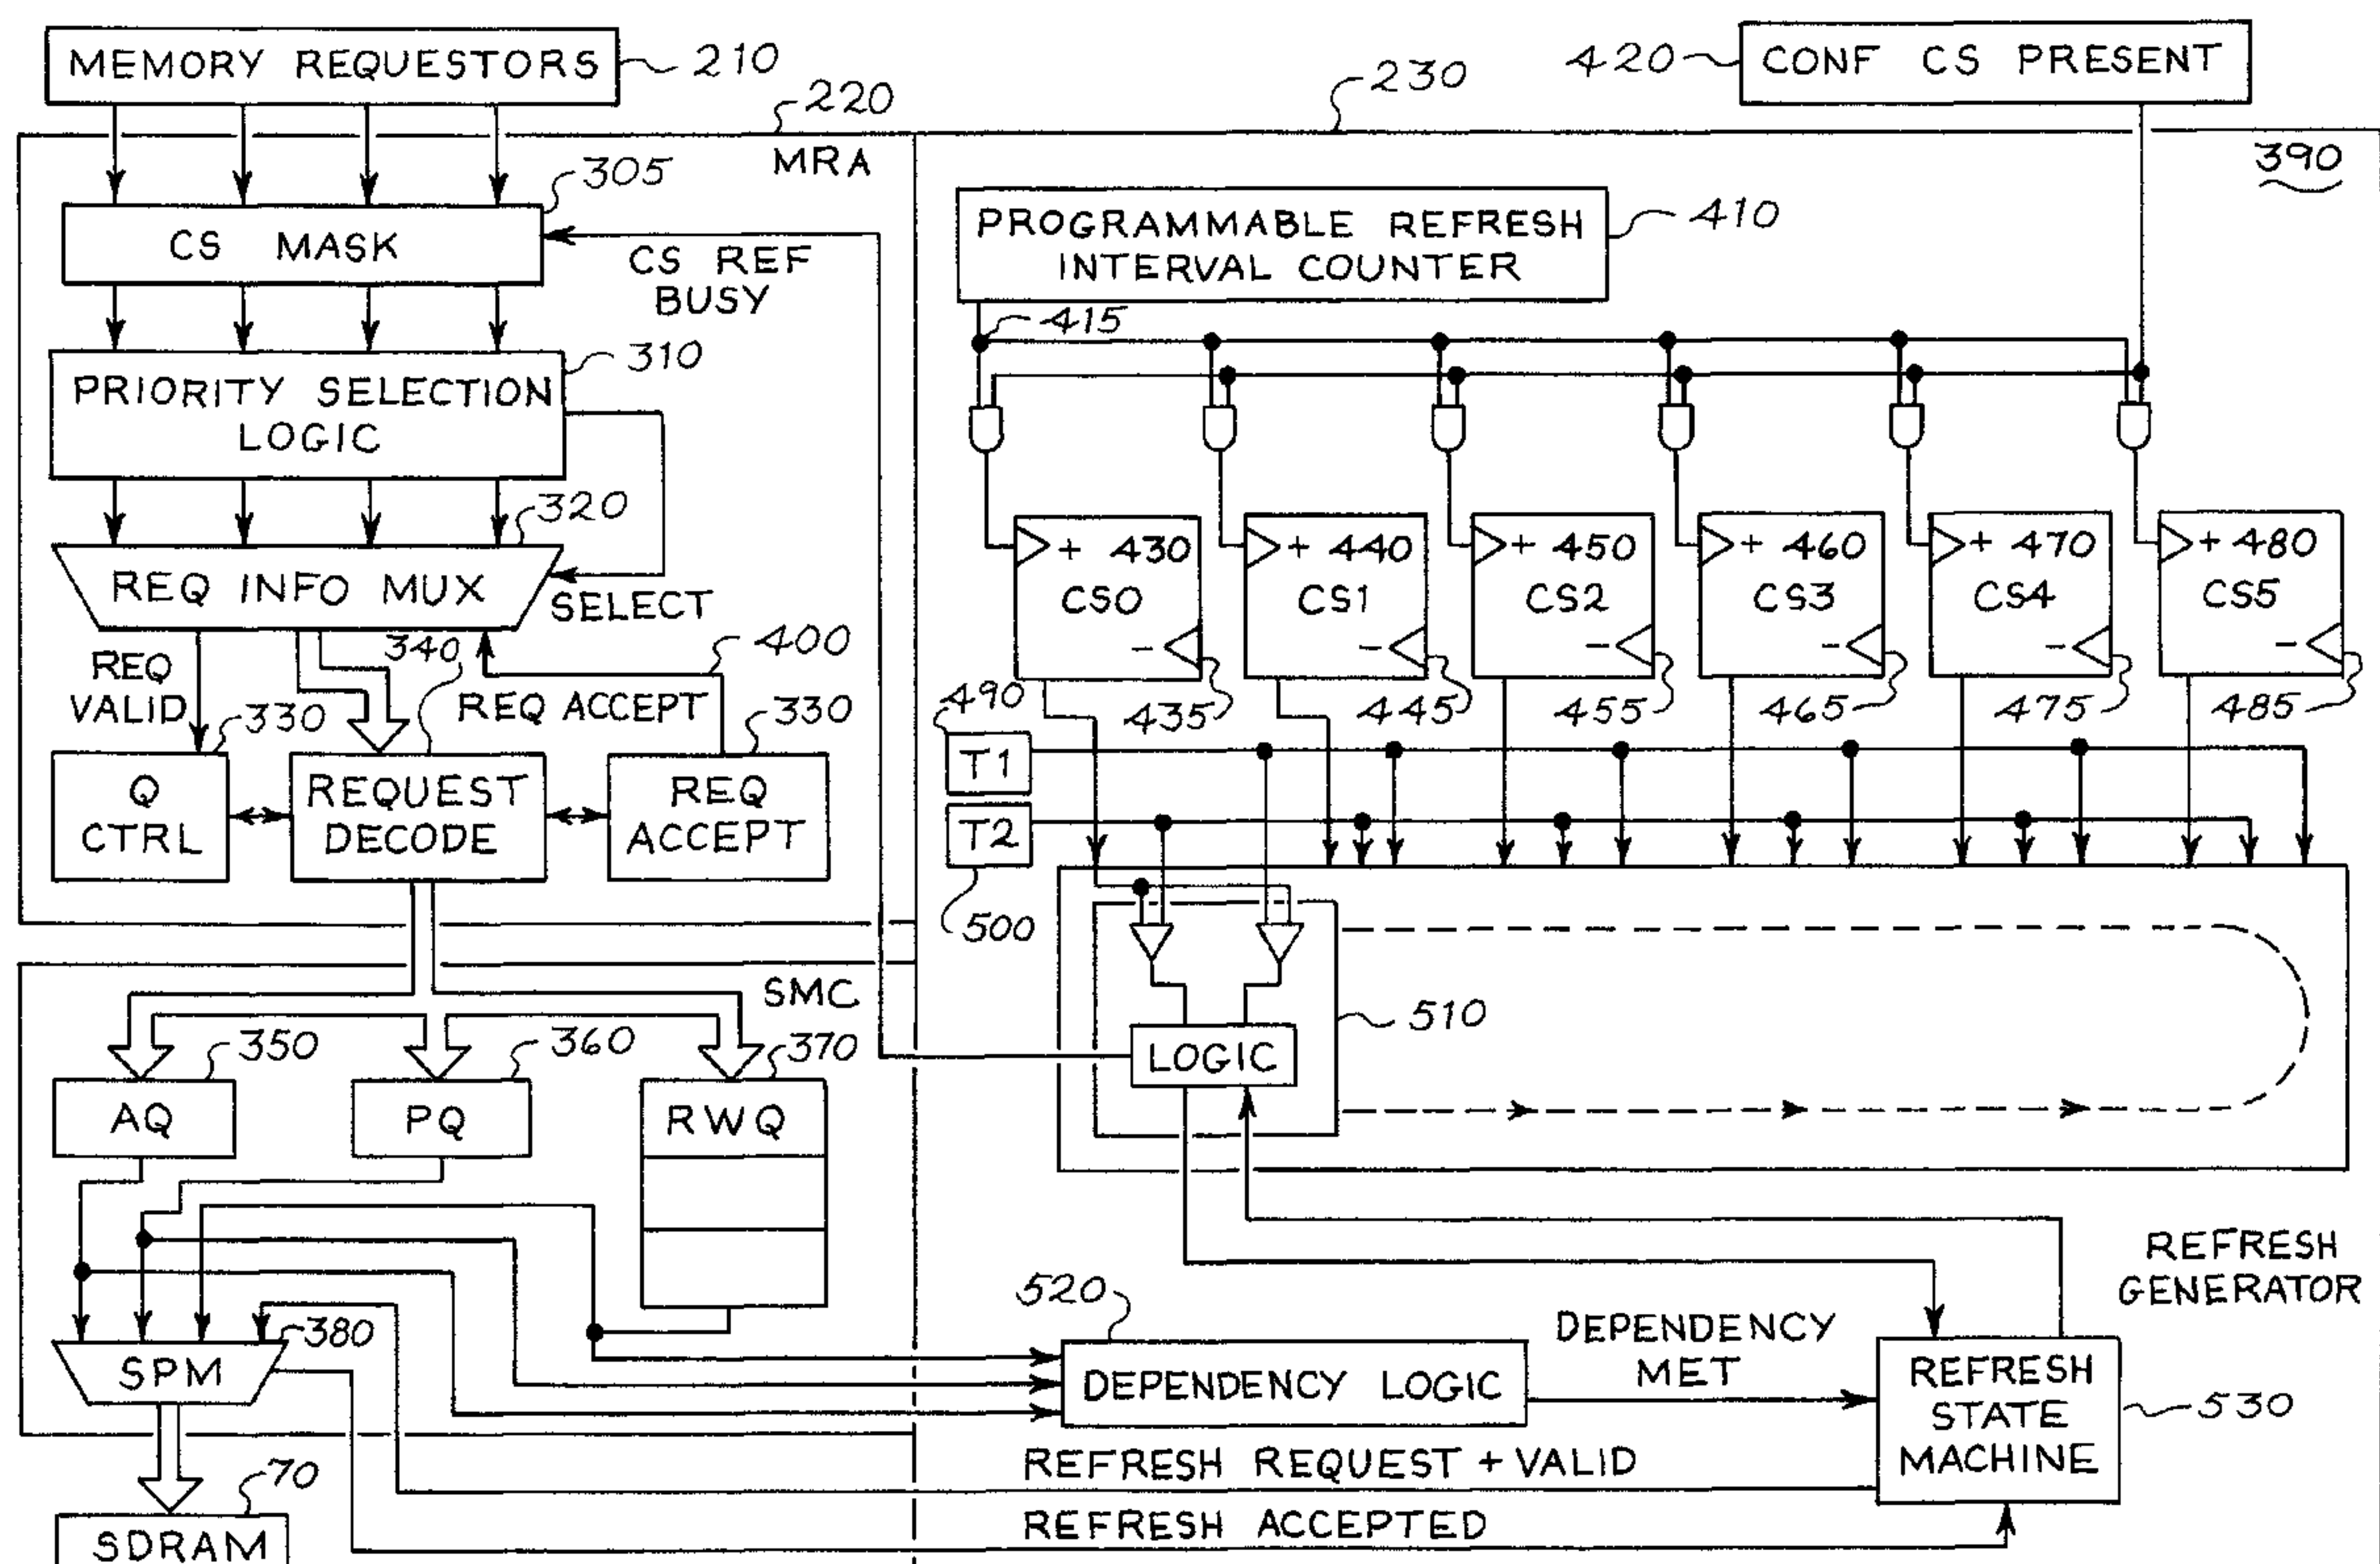 MEMORY REQUESTORS
210
220
MRA
305
CS MASK
CS REF
BUSY
310
PRIORITY SELECTION
LOGIC
320
REQ INFO MUX
SELECT
REQ
VALID
340
REQ ACCEPT
400
330
330
Q
CTRL
REQUEST
DECODE
REQ
ACCEPT
SMC
350
360
370
AQ
PQ
RWQ
380
SPM
70
SDRAM
230
420
CONF CS PRESENT
390
PROGRAMMABLE REFRESH
INTERVAL COUNTER
410
415
+ 430
CS0
-
435
+ 440
CS1
-
445
+ 450
CS2
-
455
+ 460
CS3
-
465
+ 470
CS4
-
475
+ 480
CS5
-
485
490
T1
T2
500
LOGIC
510
520
DEPENDENCY LOGIC
DEPENDENCY
MET
REFRESH
GENERATOR
REFRESH
STATE
MACHINE
530
REFRESH REQUEST + VALID
REFRESH ACCEPTED